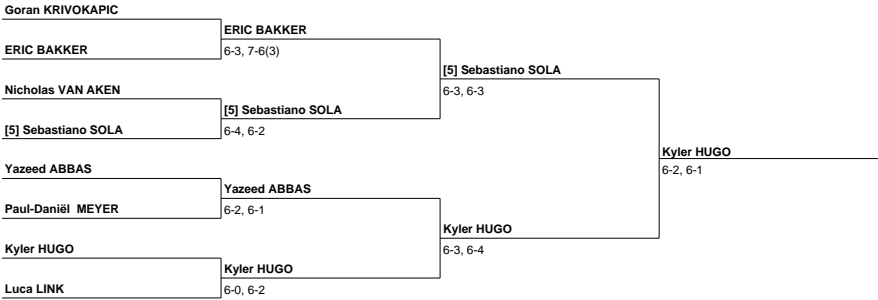 Goran KRIVOKAPIC
ERIC BAKKER
ERIC BAKKER
6-3, 7-6(3)
[5] Sebastiano SOLA
Nicholas VAN AKEN
6-3, 6-3
[5] Sebastiano SOLA
[5] Sebastiano SOLA
6-4, 6-2
Kyler HUGO
Yazeed ABBAS
6-2, 6-1
Yazeed ABBAS
Paul-Daniël MEYER
6-2, 6-1
Kyler HUGO
Kyler HUGO
6-3, 6-4
Kyler HUGO
Luca LINK
6-0, 6-2